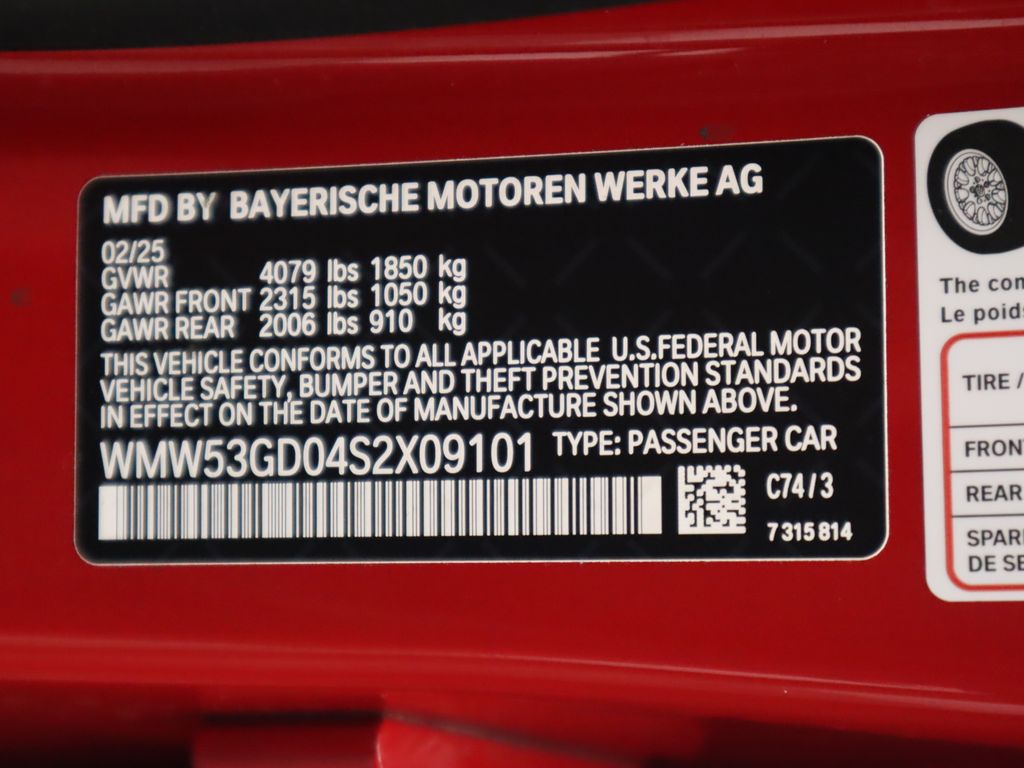 MFD BY BAYERISCHE MOTOREN WERKE AG
02/25
GVWR 4079 lbs 1850 kg
GAWR FRONT 2315 lbs 1050 kg
GAWR REAR 2006 lbs 910 kg
THIS VEHICLE CONFORMS TO ALL APPLICABLE U.S.FEDERAL MOTOR
VEHICLE SAFETY, BUMPER AND THEFT PREVENTION STANDARDS
IN EFFECT ON THE DATE OF MANUFACTURE SHOWN ABOVE.
WMW53GD04S2X09101 TYPE: PASSENGER CAR
C74/3
7 315 814
The com
Le poids
TIRE /
FRON
REAR
SPAR
DE SE